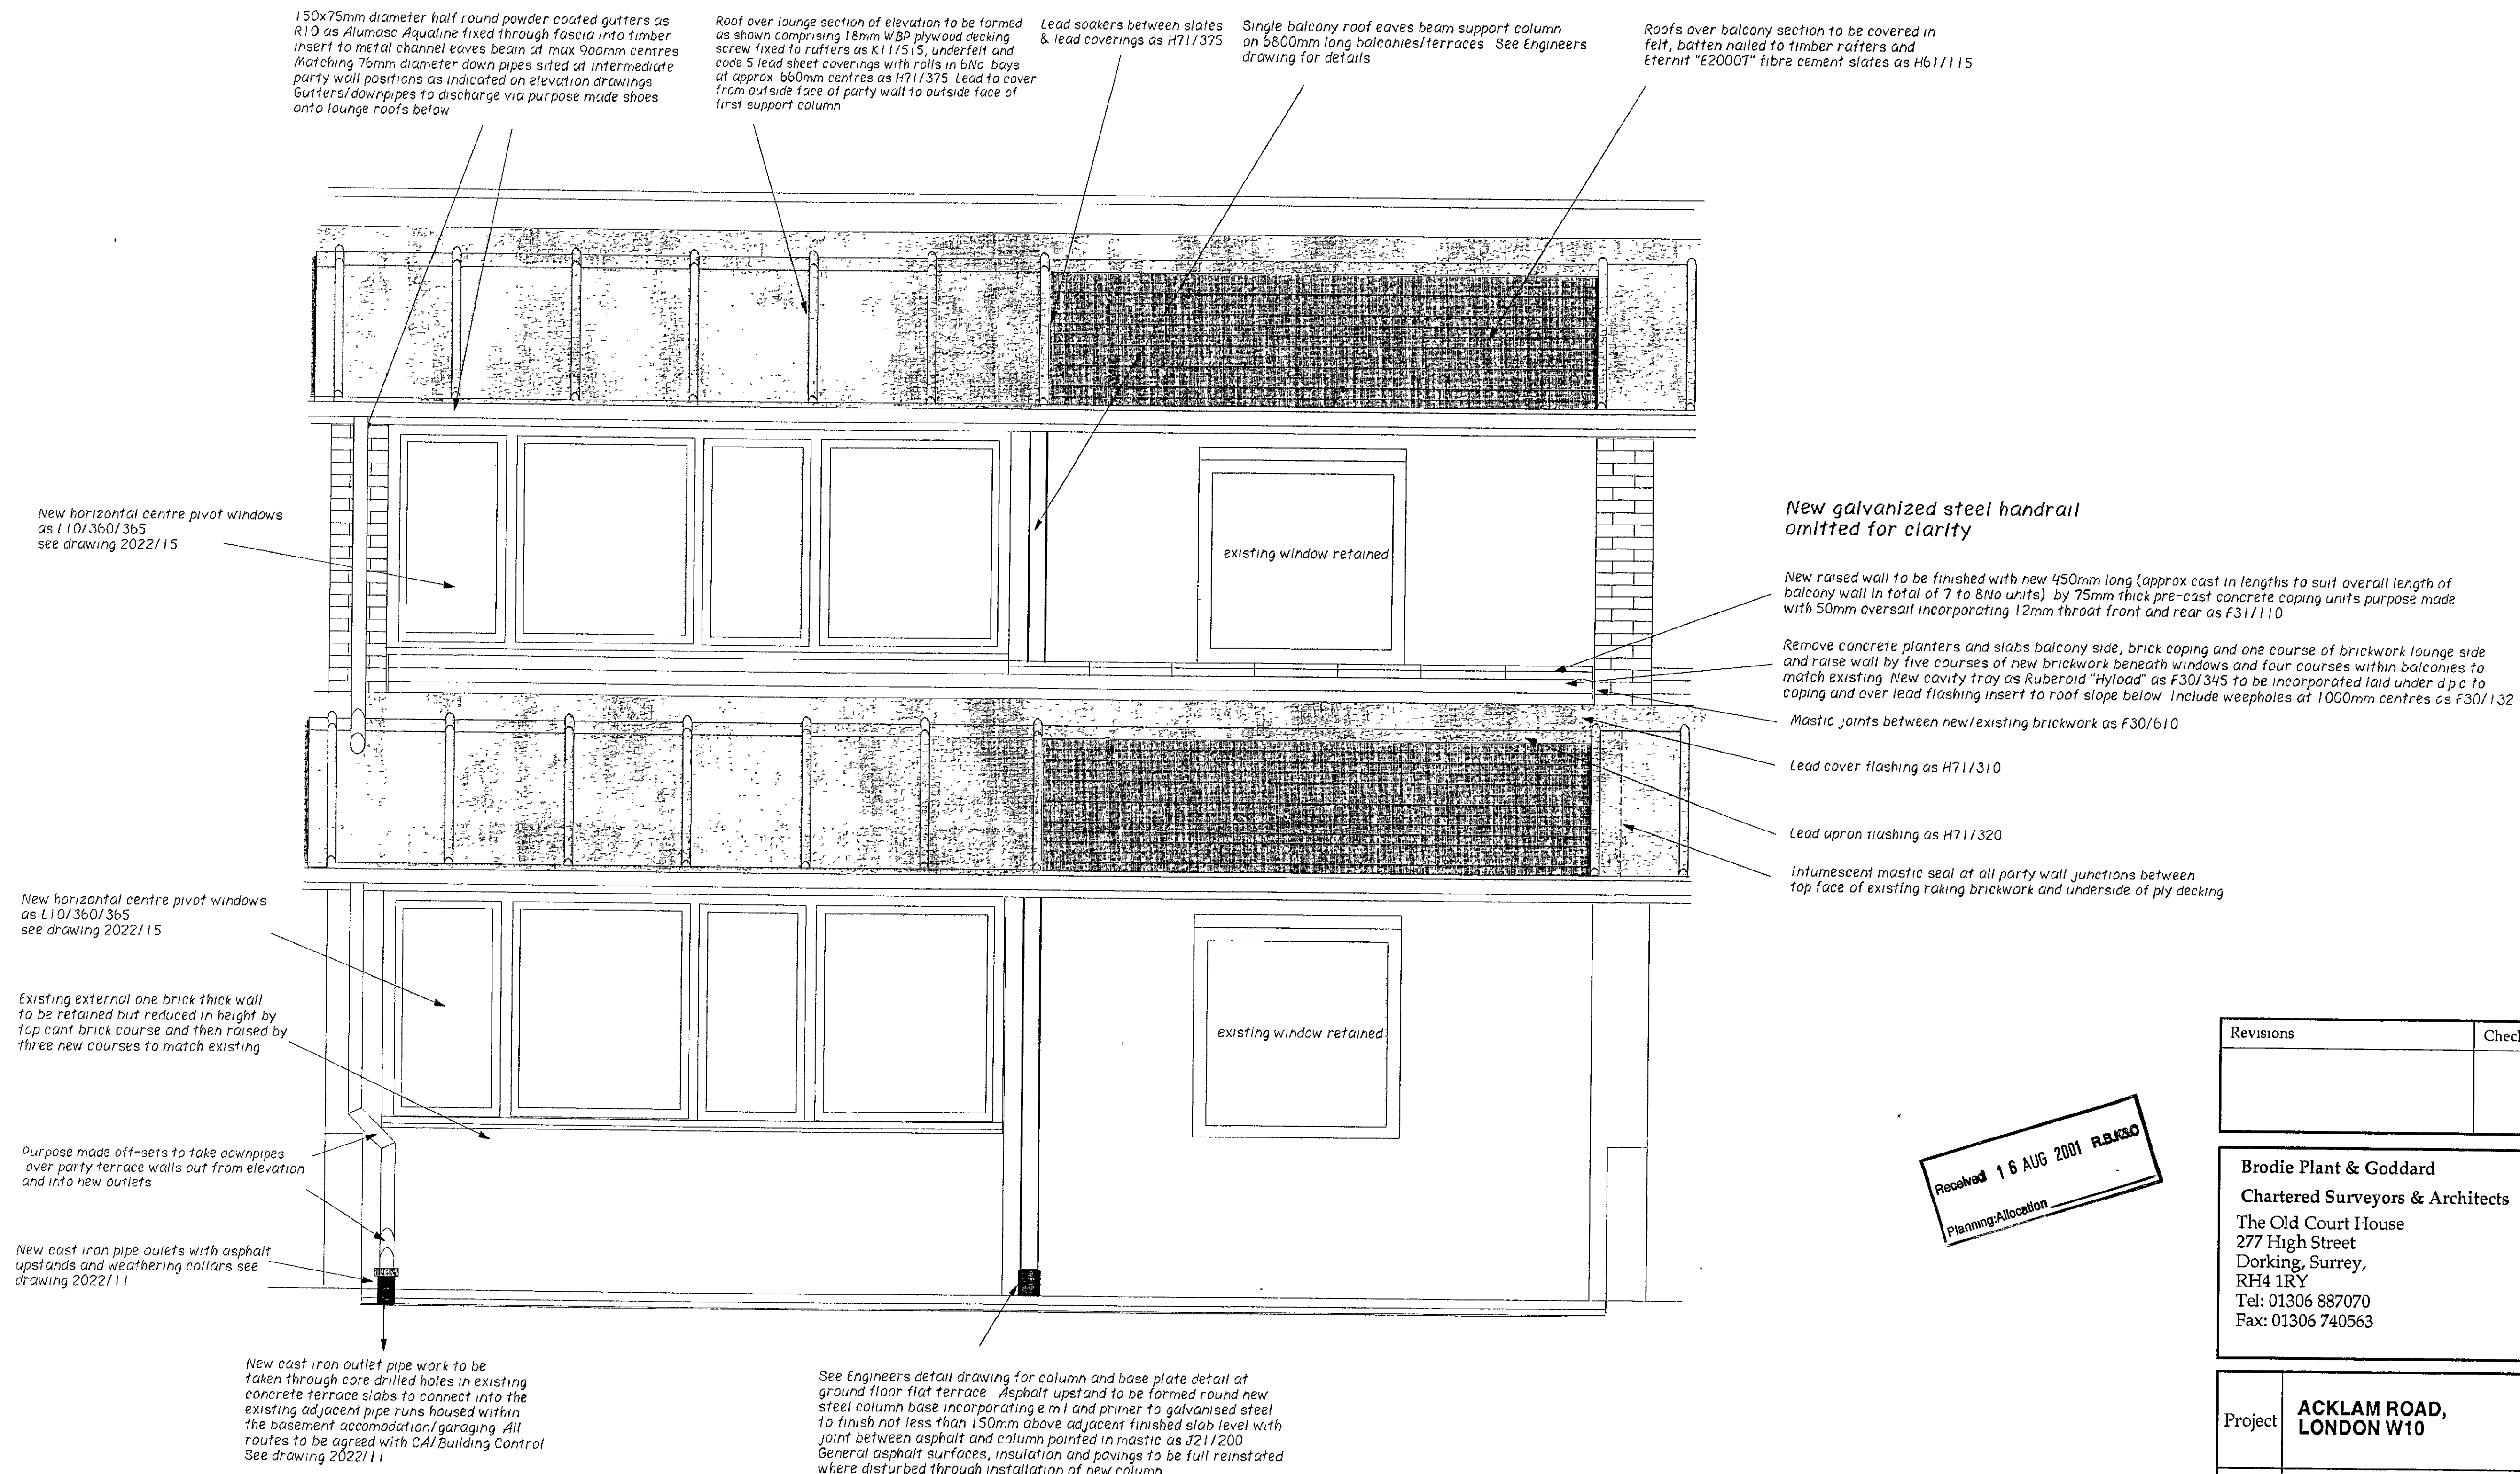 150x75mm diameter half round powder coated gutters as
R10 as Alumasc Aqualine fixed through fascia into timber
insert to metal channel eaves beam at max 900mm centres
Matching 76mm diameter down pipes sited at intermediate
party wall positions as indicated on elevation drawings
Gutters/downpipes to discharge via purpose made shoes
onto lounge roofs below
Roof over lounge section of elevation to be formed
as shown comprising 18mm WBP plywood decking
screw fixed to rafters as K11/515, underfelt and
code 5 lead sheet coverings with rolls in 6No bays
at approx 660mm centres as H71/375 Lead to cover
from outside face of party wall to outside face of
first support column
Lead soakers between slates
& lead coverings as H71/375
Single balcony roof eaves beam support column
on 6800mm long balconies/terraces See Engineers
drawing for details
Roofs over balcony section to be covered in
felt, batten nailed to timber rafters and
Eternit "E2000T" fibre cement slates as H61/115
New horizontal centre pivot windows
as L10/360/365
see drawing 2022/15
existing window retained
New galvanized steel handrail
omitted for clarity
New raised wall to be finished with new 450mm long (approx cast in lengths to suit overall length of
balcony wall in total of 7 to 8No units) by 75mm thick pre-cast concrete coping units purpose made
with 50mm oversail incorporating 12mm throat front and rear as F31/110
Remove concrete planters and slabs balcony side, brick coping and one course of brickwork lounge side
and raise wall by five courses of new brickwork beneath windows and four courses within balconies to
match existing New cavity tray as Ruberoid "Hyload" as F30/345 to be incorporated laid under d p c to
coping and over lead flashing insert to roof slope below Include weepholes at 1000mm centres as F30/132
Mastic joints between new/existing brickwork as F30/610
Lead cover flashing as H71/310
Lead apron flashing as H71/320
Intumescent mastic seal at all party wall junctions between
top face of existing raking brickwork and underside of ply decking
New horizontal centre pivot windows
as L10/360/365
see drawing 2022/15
Existing external one brick thick wall
to be retained but reduced in height by
top cant brick course and then raised by
three new courses to match existing
existing window retained
Purpose made off-sets to take downpipes
over party terrace walls out from elevation
and into new outlets
New cast iron pipe oulets with asphalt
upstands and weathering collars see
drawing 2022/11
New cast iron outlet pipe work to be
taken through core drilled holes in existing
concrete terrace slabs to connect into the
existing adjacent pipe runs housed within
the basement accomodation/garaging All
routes to be agreed with CA/Building Control
See drawing 2022/11
See Engineers detail drawing for column and base plate detail at
ground floor flat terrace Asphalt upstand to be formed round new
steel column base incorporating e m l and primer to galvanised steel
to finish not less than 150mm above adjacent finished slab level with
joint between asphalt and column pointed in mastic as J21/200
General asphalt surfaces, insulation and pavings to be full reinstated
where disturbed through installation of new column
Received 16 AUG 2001 R.B.K&C
Planning:Allocation
Revisions
Chec
Brodie Plant & Goddard
Chartered Surveyors & Architects
The Old Court House
277 High Street
Dorking, Surrey,
RH4 1RY
Tel: 01306 887070
Fax: 01306 740563
Project
ACKLAM ROAD,
LONDON W10